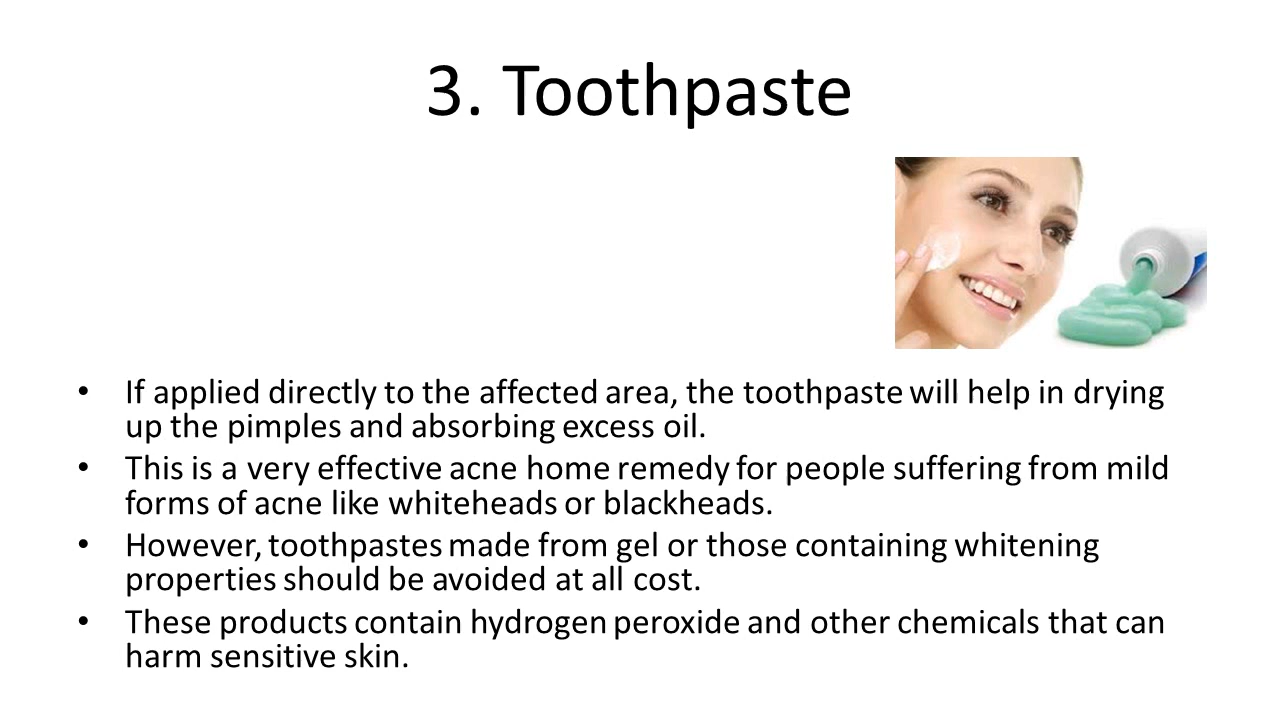 3. Toothpaste
• If applied directly to the affected area, the toothpaste will help in drying
up the pimples and absorbing excess oil.
• This is a very effective acne home remedy for people suffering from mild
forms of acne like whiteheads or blackheads.
• However, toothpastes made from gel or those containing whitening
properties should be avoided at all cost.
• These products contain hydrogen peroxide and other chemicals that can
harm sensitive skin.